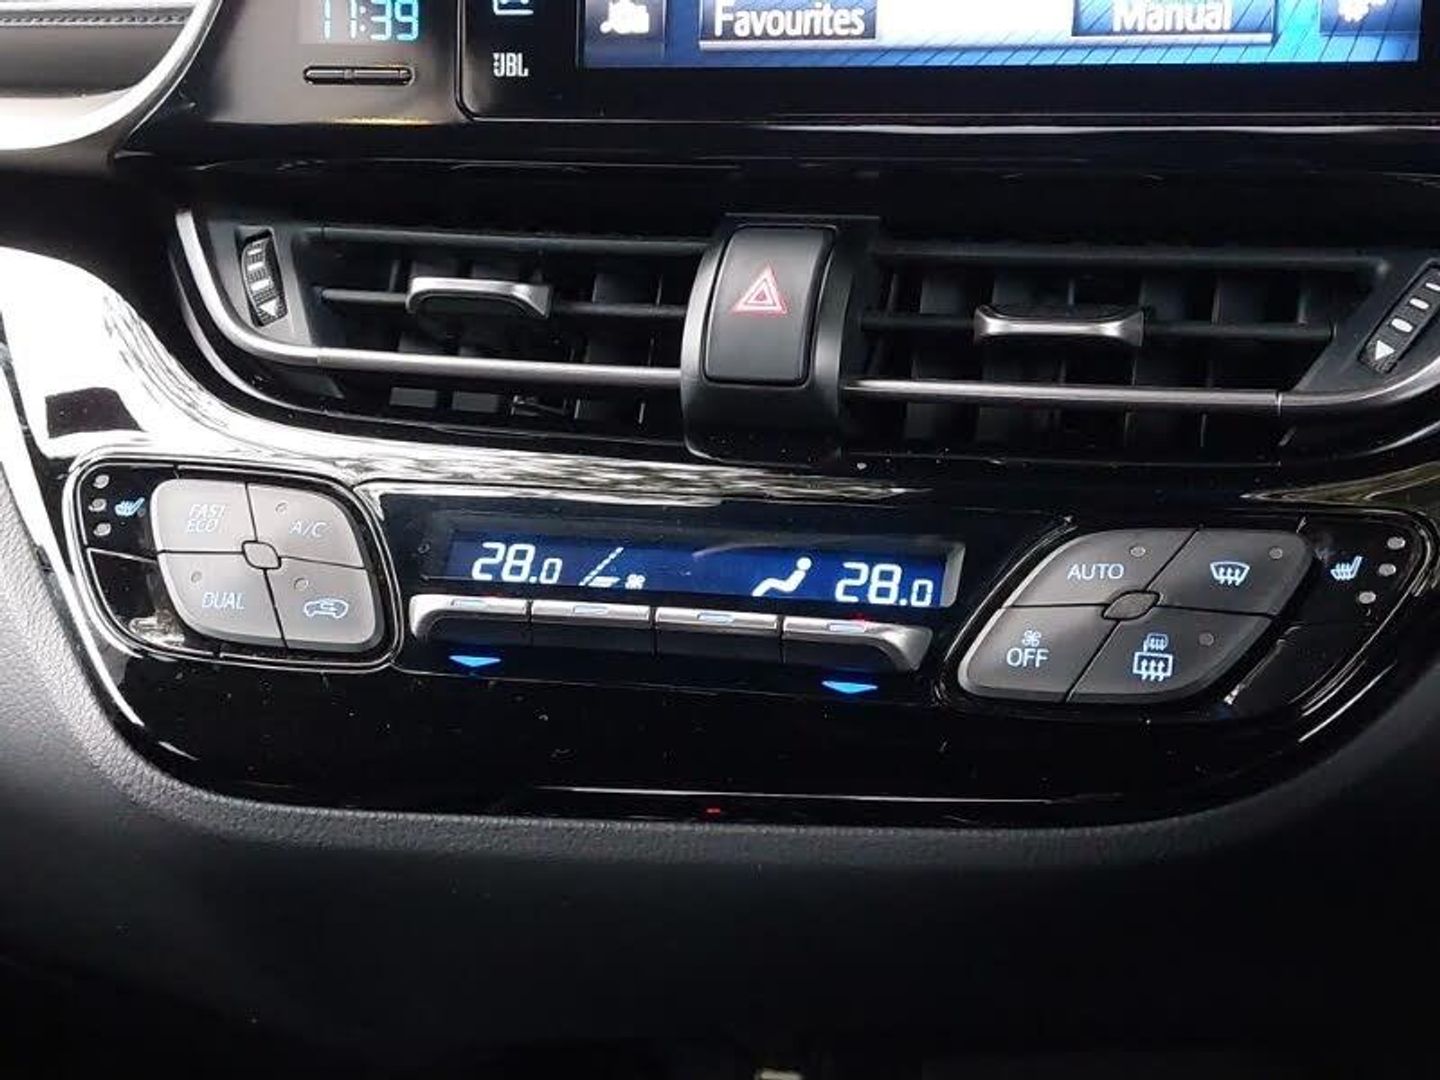 11:39
JBL
Favourites
Manual
FAST
ECO
A/C
DUAL
28.0
28.0
AUTO
OFF